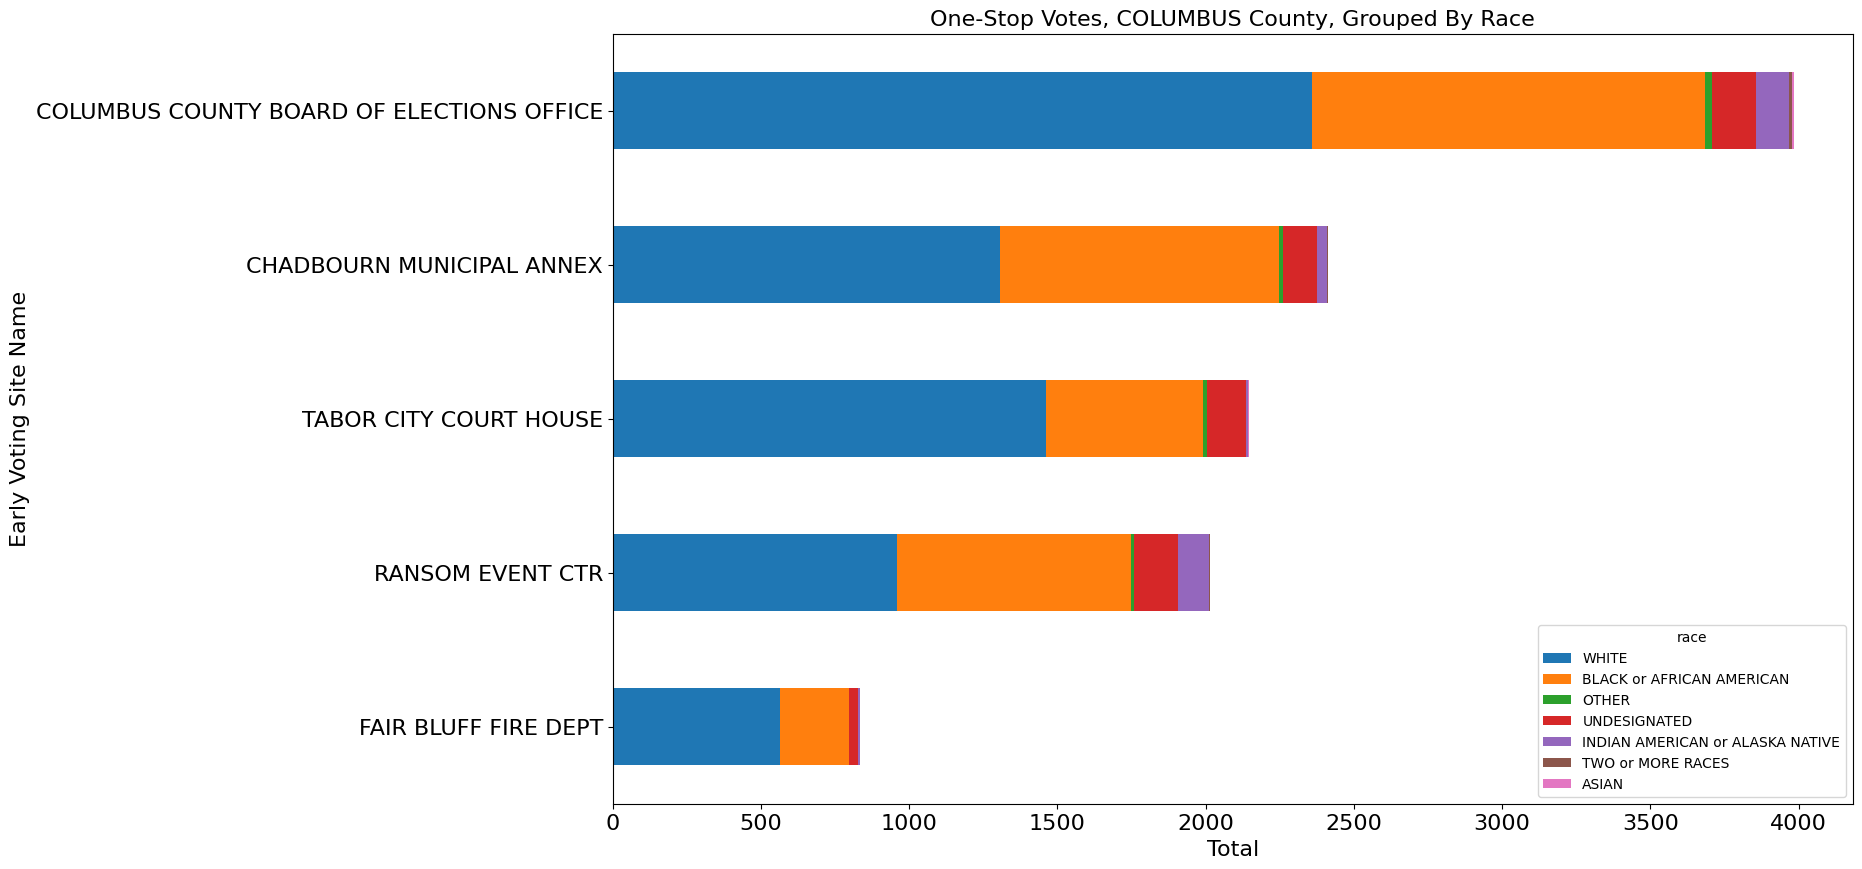 One-Stop Votes, COLUMBUS County, Grouped By Race
Early Voting Site Name
COLUMBUS COUNTY BOARD OF ELECTIONS OFFICE
CHADBOURN MUNICIPAL ANNEX
TABOR CITY COURT HOUSE
RANSOM EVENT CTR
FAIR BLUFF FIRE DEPT
race
WHITE
BLACK or AFRICAN AMERICAN
OTHER
UNDESIGNATED
INDIAN AMERICAN or ALASKA NATIVE
TWO or MORE RACES
ASIAN
0 500 1000 1500 2000 2500 3000 3500 4000
Total